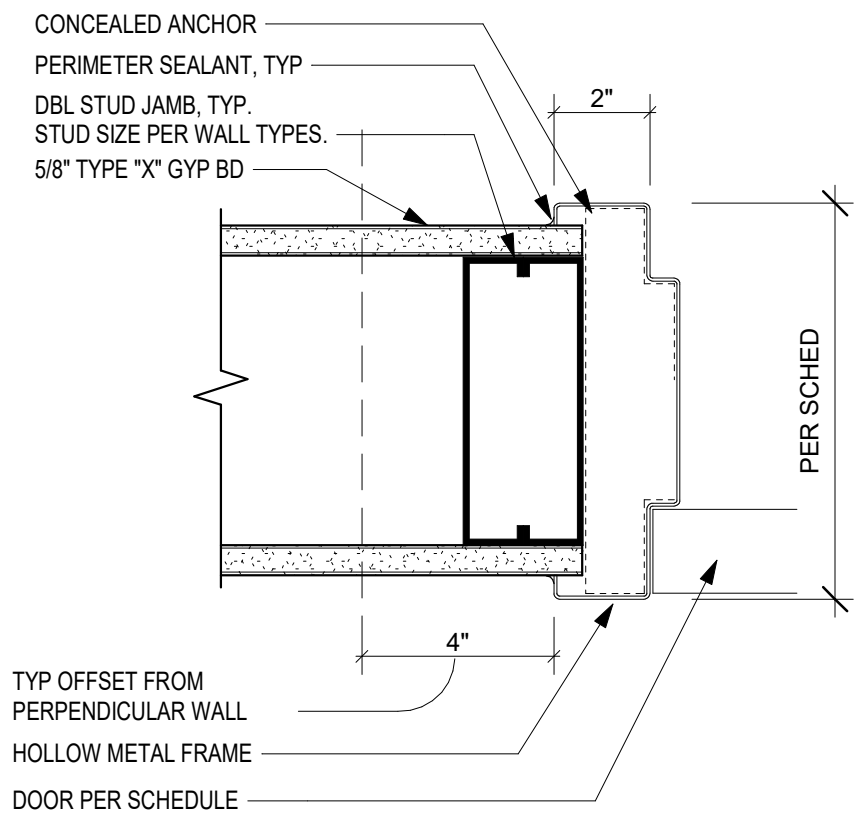 CONCEALED ANCHOR
PERIMETER SEALANT, TYP
DBL STUD JAMB, TYP.
STUD SIZE PER WALL TYPES.
5/8" TYPE "X" GYP BD
2"
PER SCHED
4"
TYP OFFSET FROM
PERPENDICULAR WALL
HOLLOW METAL FRAME
DOOR PER SCHEDULE